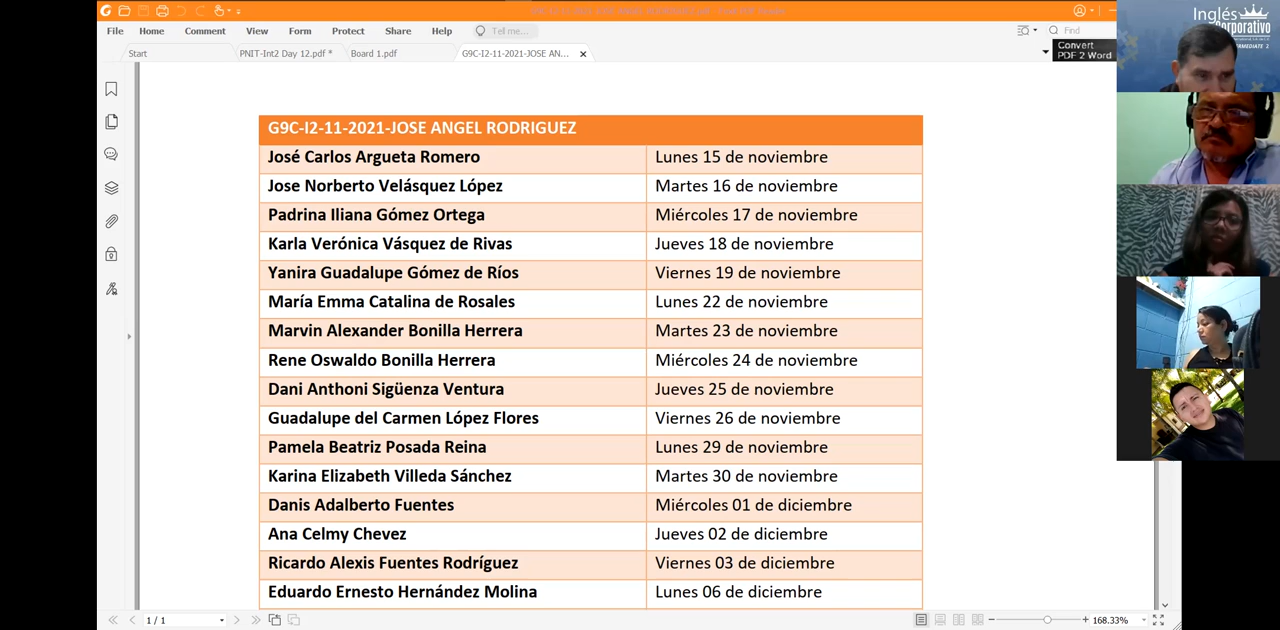 File Home Comment View Form Protect Share Help Tell me... Find
Start PNIT-Int2 Day 12.pdf * Board 1.pdf G9C-I2-11-2021-JOSE AN...
Convert
PDF 2 Word
Inglés
Corporativo
G9C-I2-11-2021-JOSE ANGEL RODRIGUEZ
José Carlos Argueta Romero Lunes 15 de noviembre
Jose Norberto Velásquez López Martes 16 de noviembre
Padrina Iliana Gómez Ortega Miércoles 17 de noviembre
Karla Verónica Vásquez de Rivas Jueves 18 de noviembre
Yanira Guadalupe Gómez de Ríos Viernes 19 de noviembre
María Emma Catalina de Rosales Lunes 22 de noviembre
Marvin Alexander Bonilla Herrera Martes 23 de noviembre
Rene Oswaldo Bonilla Herrera Miércoles 24 de noviembre
Dani Anthoni Sigüenza Ventura Jueves 25 de noviembre
Guadalupe del Carmen López Flores Viernes 26 de noviembre
Pamela Beatriz Posada Reina Lunes 29 de noviembre
Karina Elizabeth Villeda Sánchez Martes 30 de noviembre
Danis Adalberto Fuentes Miércoles 01 de diciembre
Ana Celmy Chevez Jueves 02 de diciembre
Ricardo Alexis Fuentes Rodríguez Viernes 03 de diciembre
Eduardo Ernesto Hernández Molina Lunes 06 de diciembre
1 / 1 168.33%